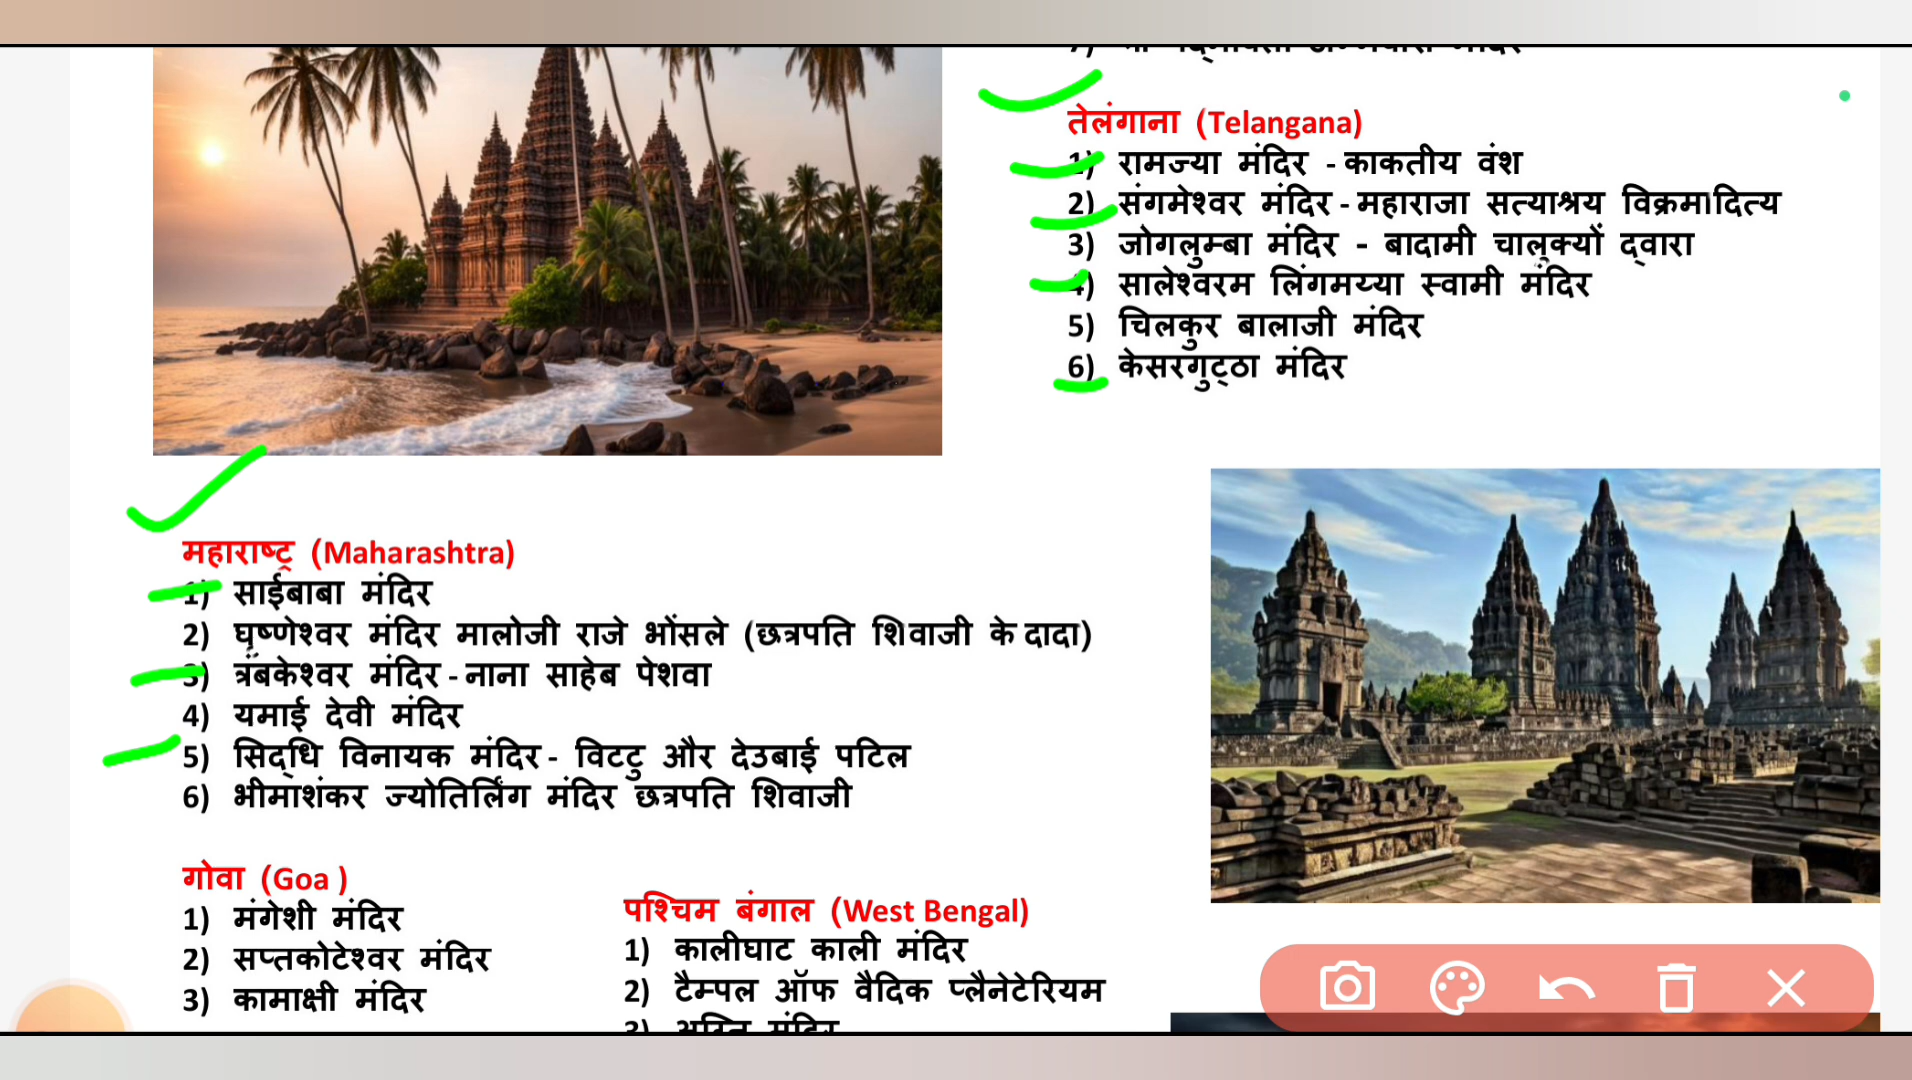 तेलंगाना (Telangana)
1) रामज्या मंदिर - काकतीय वंश
2) संगमेश्वर मंदिर - महाराजा सत्याश्रय विक्रमादित्य
3) जोगलुम्बा मंदिर - बादामी चालुक्यों द्वारा
4) सालेश्वरम लिंगमय्या स्वामी मंदिर
5) चिलकुर बालाजी मंदिर
6) केसरगुट्ठा मंदिर
महाराष्ट्र (Maharashtra)
1) साईबाबा मंदिर
2) घृष्णेश्वर मंदिर मालोजी राजे भोंसले (छत्रपति शिवाजी के दादा)
3) त्रंबकेश्वर मंदिर - नाना साहेब पेशवा
4) यमाई देवी मंदिर
5) सिद्धि विनायक मंदिर - विटटु और देउबाई पटिल
6) भीमाशंकर ज्योतिर्लिंग मंदिर छत्रपति शिवाजी
गोवा (Goa )
1) मंगेशी मंदिर
2) सप्तकोटेश्वर मंदिर
3) कामाक्षी मंदिर
पश्चिम बंगाल (West Bengal)
1) कालीघाट काली मंदिर
2) टैम्पल ऑफ वैदिक प्लैनेटेरियम